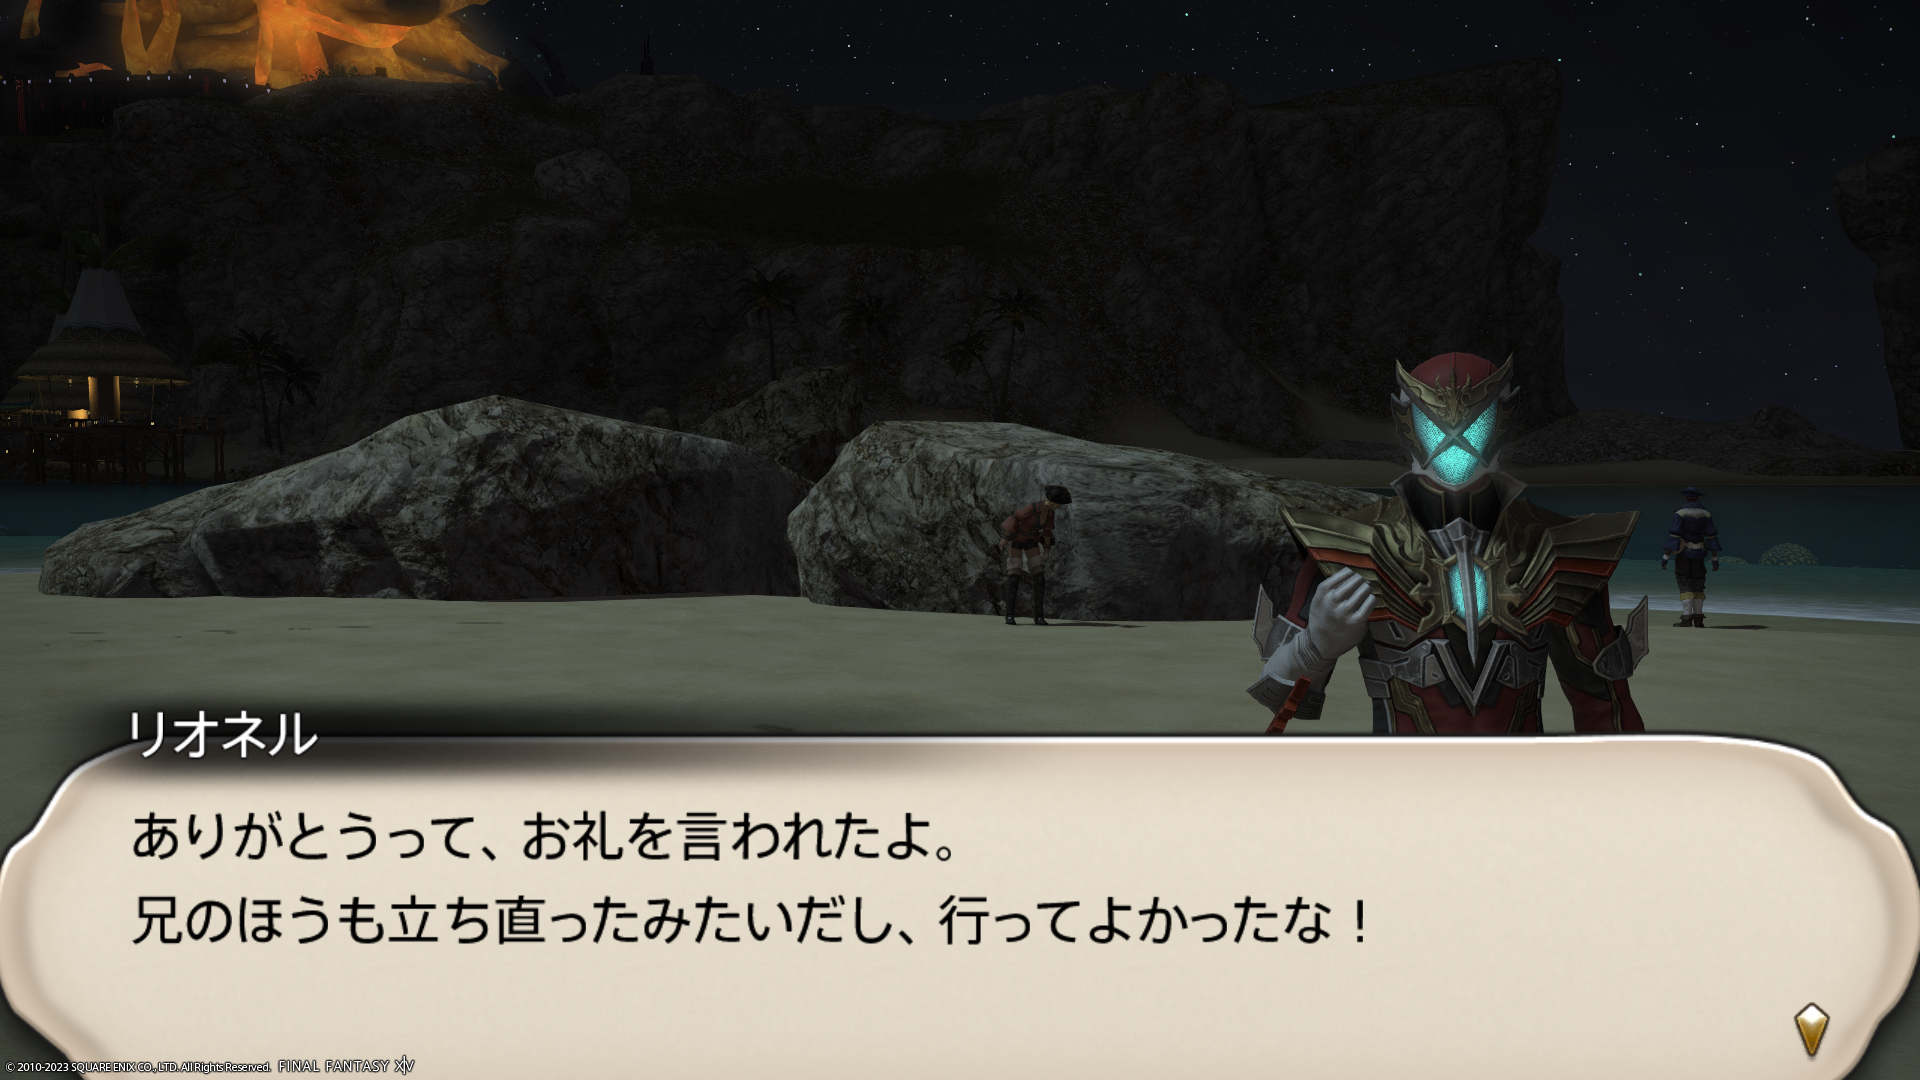 リオネル
ありがとうって、お礼を言われたよ。
兄のほうも立ち直ったみたいだし、行ってよかったな！
© 2010-2023 SQUARE ENIX CO., LTD. All Rights Reserved. FINAL FANTASY XIV